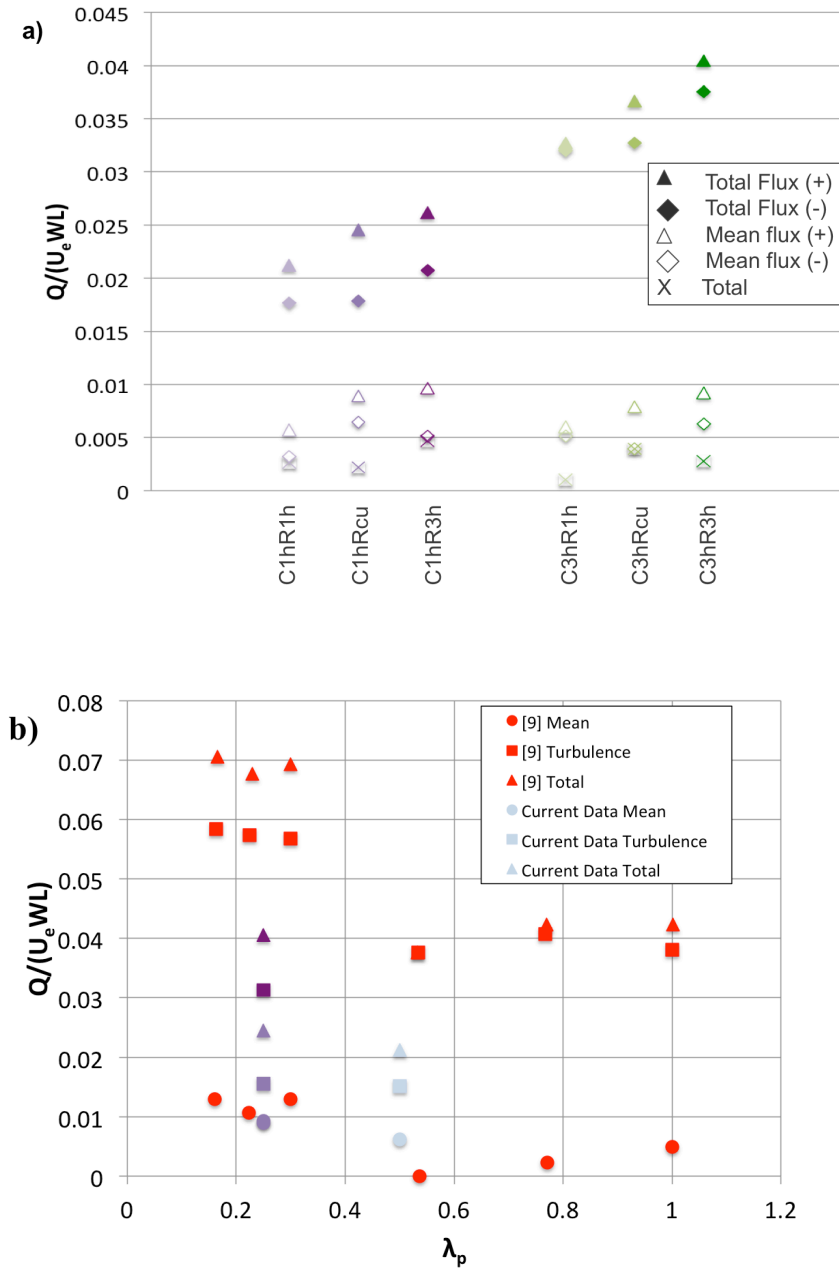 a)
0.045
0.04
0.035
0.03
0.025
0.02
0.015
0.01
0.005
0
Q/(UₑWL)
Total Flux (+)
Total Flux (-)
Mean flux (+)
Mean flux (-)
Total
C1hR1h
C1hRcu
C1hR3h
C3hR1h
C3hRcu
C3hR3h
b)
0.08
0.07
0.06
0.05
0.04
0.03
0.02
0.01
0
Q/(UₑWL)
[9] Mean
[9] Turbulence
[9] Total
Current Data Mean
Current Data Turbulence
Current Data Total
0 0.2 0.4 0.6 0.8 1 1.2
λₚ